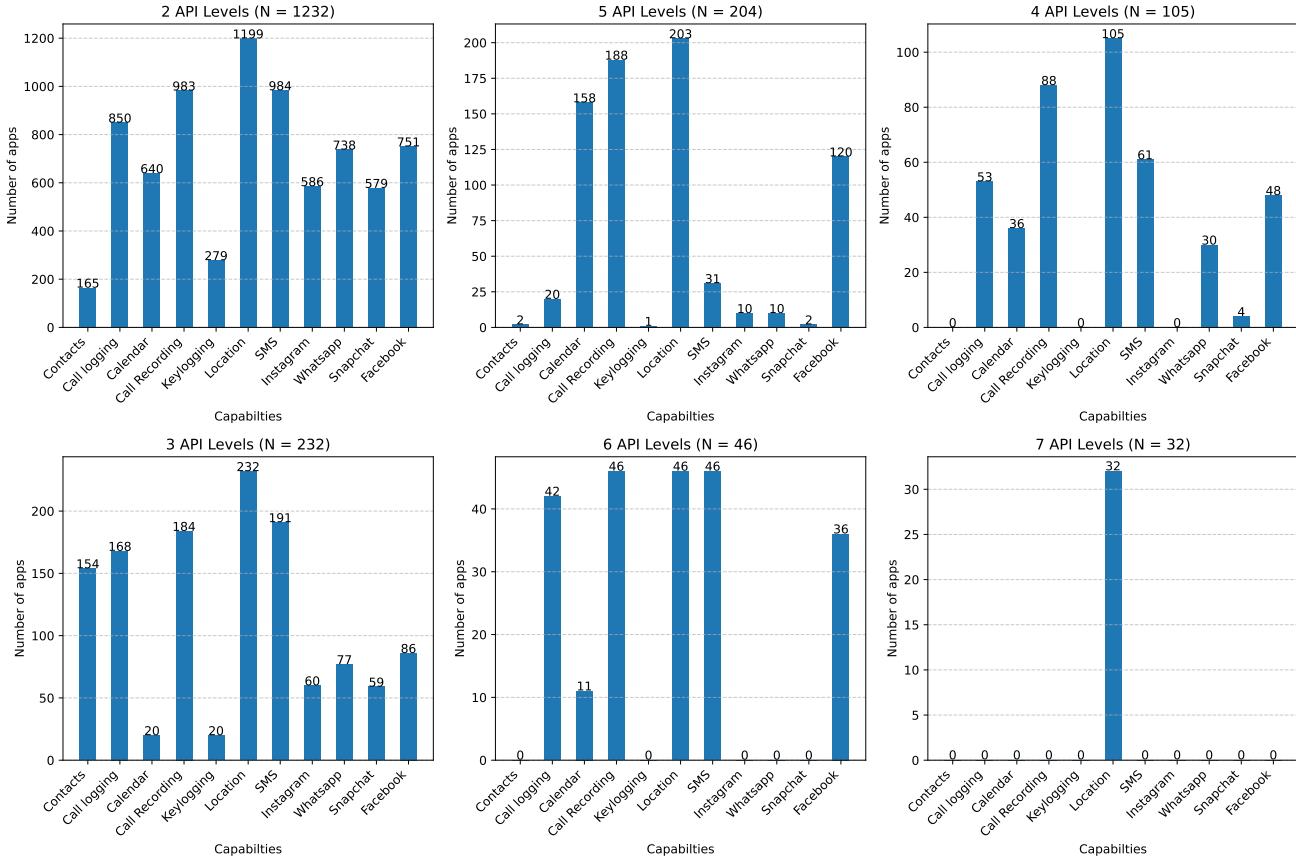 2 API Levels (N = 1232)
Number of apps
1200
1000
800
600
400
200
0
165
850
640
983
279
1199
984
586
738
579
751
Contacts
Call logging
Calendar
Call Recording
Keylogging
Location
SMS
Instagram
Whatsapp
Snapchat
Facebook
Capabilties
5 API Levels (N = 204)
Number of apps
200
175
150
125
100
75
50
25
0
2
20
158
188
1
203
31
10
10
2
120
Contacts
Call logging
Calendar
Call Recording
Keylogging
Location
SMS
Instagram
Whatsapp
Snapchat
Facebook
Capabilties
4 API Levels (N = 105)
Number of apps
100
80
60
40
20
0
0
53
36
88
0
105
61
0
30
4
48
Contacts
Call logging
Calendar
Call Recording
Keylogging
Location
SMS
Instagram
Whatsapp
Snapchat
Facebook
Capabilties
3 API Levels (N = 232)
Number of apps
200
150
100
50
0
154
168
20
184
20
232
191
60
77
59
86
Contacts
Call logging
Calendar
Call Recording
Keylogging
Location
SMS
Instagram
Whatsapp
Snapchat
Facebook
Capabilties
6 API Levels (N = 46)
Number of apps
40
30
20
10
0
0
42
11
46
0
46
46
0
0
0
36
Contacts
Call logging
Calendar
Call Recording
Keylogging
Location
SMS
Instagram
Whatsapp
Snapchat
Facebook
Capabilties
7 API Levels (N = 32)
Number of apps
30
25
20
15
10
5
0
0
0
0
0
0
32
0
0
0
0
0
Contacts
Call logging
Calendar
Call Recording
Keylogging
Location
SMS
Instagram
Whatsapp
Snapchat
Facebook
Capabilties